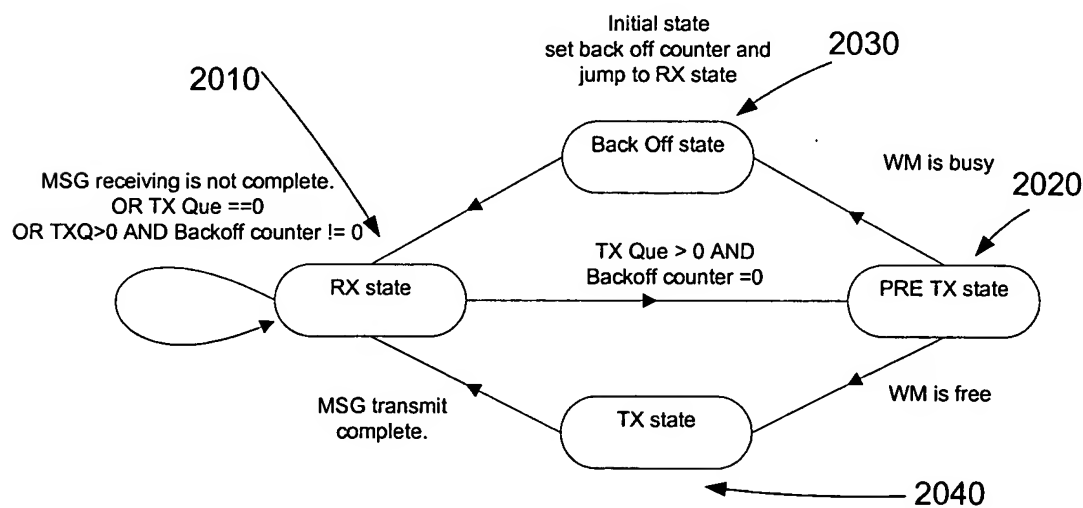 Initial state
set back off counter and
jump to RX state
2030
2010
Back Off state
WM is busy
2020
MSG receiving is not complete.
OR TX Que ==0
OR TXQ>0 AND Backoff counter != 0
TX Que > 0 AND
Backoff counter =0
RX state
PRE TX state
MSG transmit
complete.
TX state
WM is free
2040